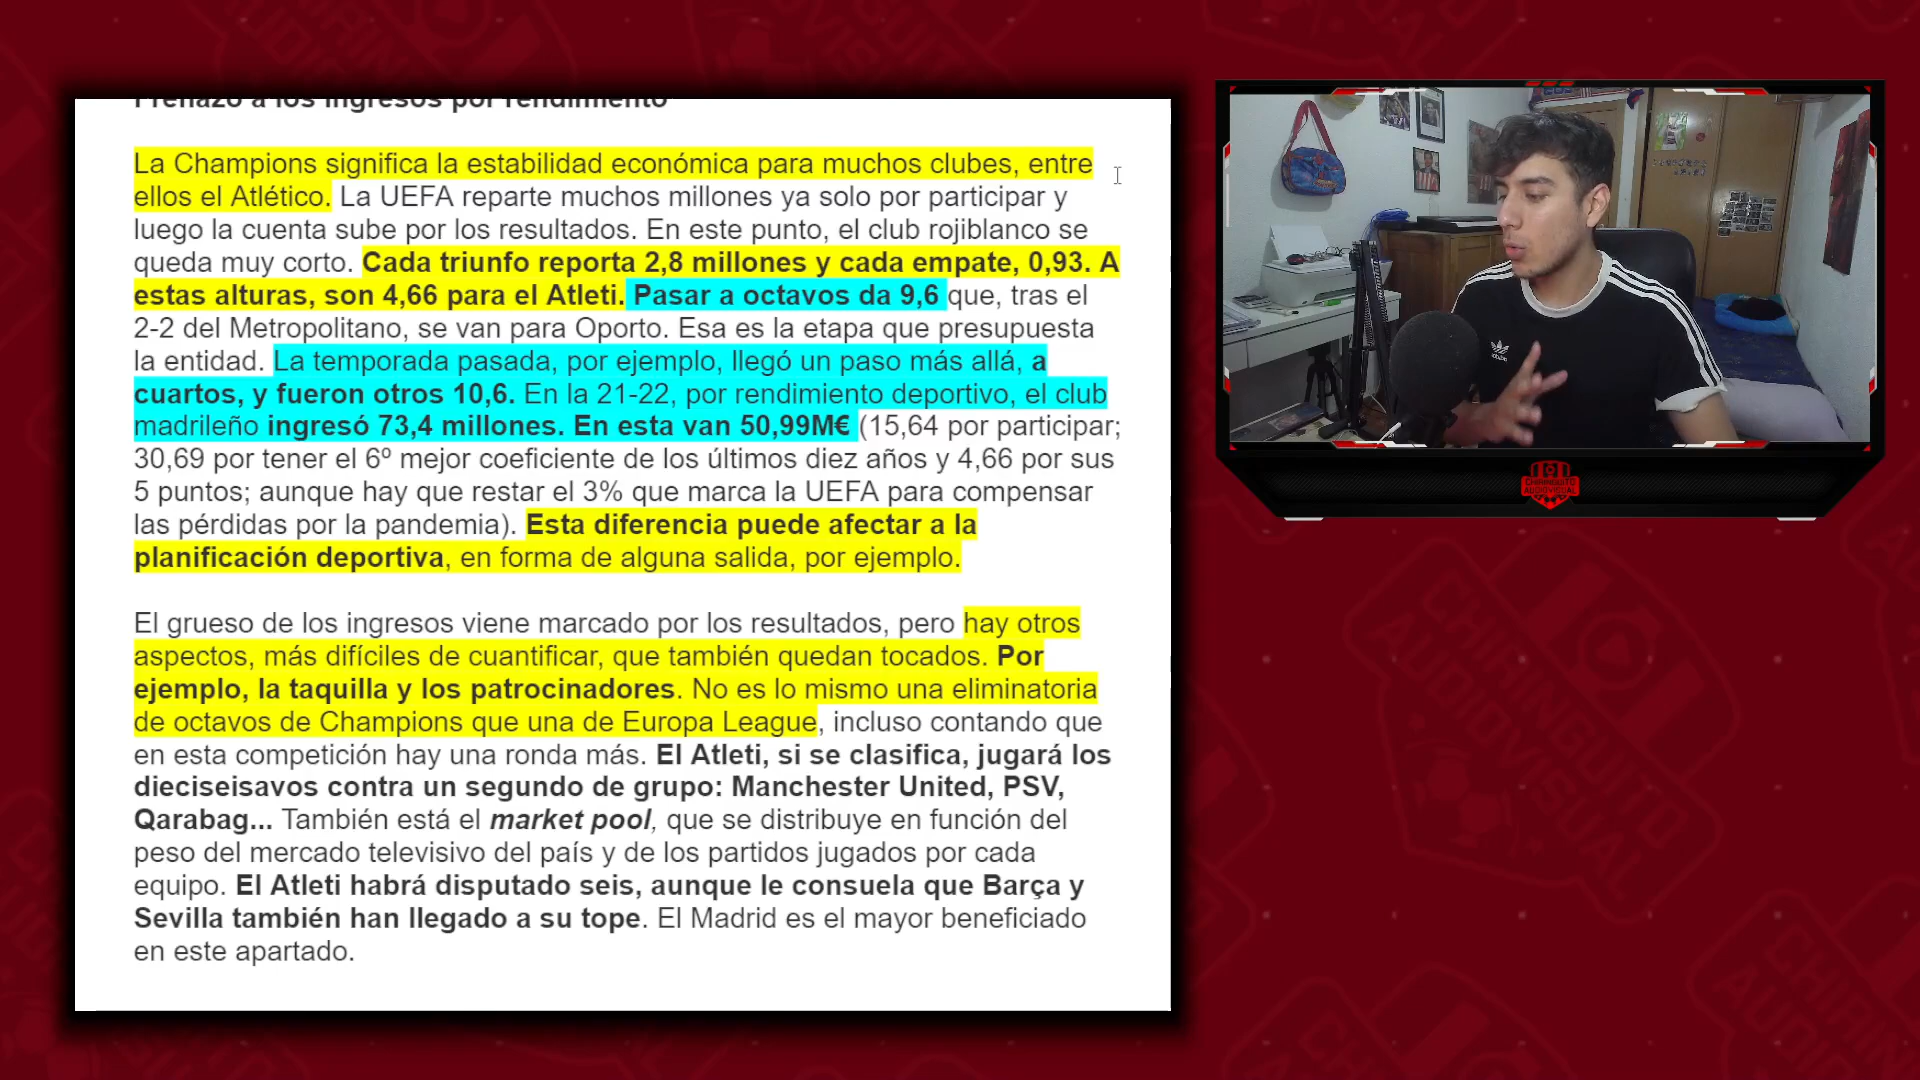 Frenazo a los ingresos por rendimiento
La Champions significa la estabilidad económica para muchos clubes, entre
ellos el Atlético. La UEFA reparte muchos millones ya solo por participar y
luego la cuenta sube por los resultados. En este punto, el club rojiblanco se
queda muy corto. Cada triunfo reporta 2,8 millones y cada empate, 0,93. A
estas alturas, son 4,66 para el Atleti. Pasar a octavos da 9,6 que, tras el
2-2 del Metropolitano, se van para Oporto. Esa es la etapa que presupuesta
la entidad. La temporada pasada, por ejemplo, llegó un paso más allá, a
cuartos, y fueron otros 10,6. En la 21-22, por rendimiento deportivo, el club
madrileño ingresó 73,4 millones. En esta van 50,99M€ (15,64 por participar;
30,69 por tener el 6º mejor coeficiente de los últimos diez años y 4,66 por sus
5 puntos; aunque hay que restar el 3% que marca la UEFA para compensar
las pérdidas por la pandemia). Esta diferencia puede afectar a la
planificación deportiva, en forma de alguna salida, por ejemplo.
El grueso de los ingresos viene marcado por los resultados, pero hay otros
aspectos, más difíciles de cuantificar, que también quedan tocados. Por
ejemplo, la taquilla y los patrocinadores. No es lo mismo una eliminatoria
de octavos de Champions que una de Europa League, incluso contando que
en esta competición hay una ronda más. El Atleti, si se clasifica, jugará los
dieciseisavos contra un segundo de grupo: Manchester United, PSV,
Qarabag... También está el market pool, que se distribuye en función del
peso del mercado televisivo del país y de los partidos jugados por cada
equipo. El Atleti habrá disputado seis, aunque le consuela que Barça y
Sevilla también han llegado a su tope. El Madrid es el mayor beneficiado
en este apartado.
adidas
CHIRINGUITO
AUDIOVISUAL